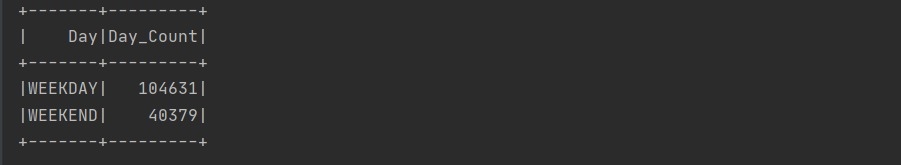 +-------+---------+
|    Day|Day_Count|
+-------+---------+
|WEEKDAY|   104631|
|WEEKEND|    40379|
+-------+---------+